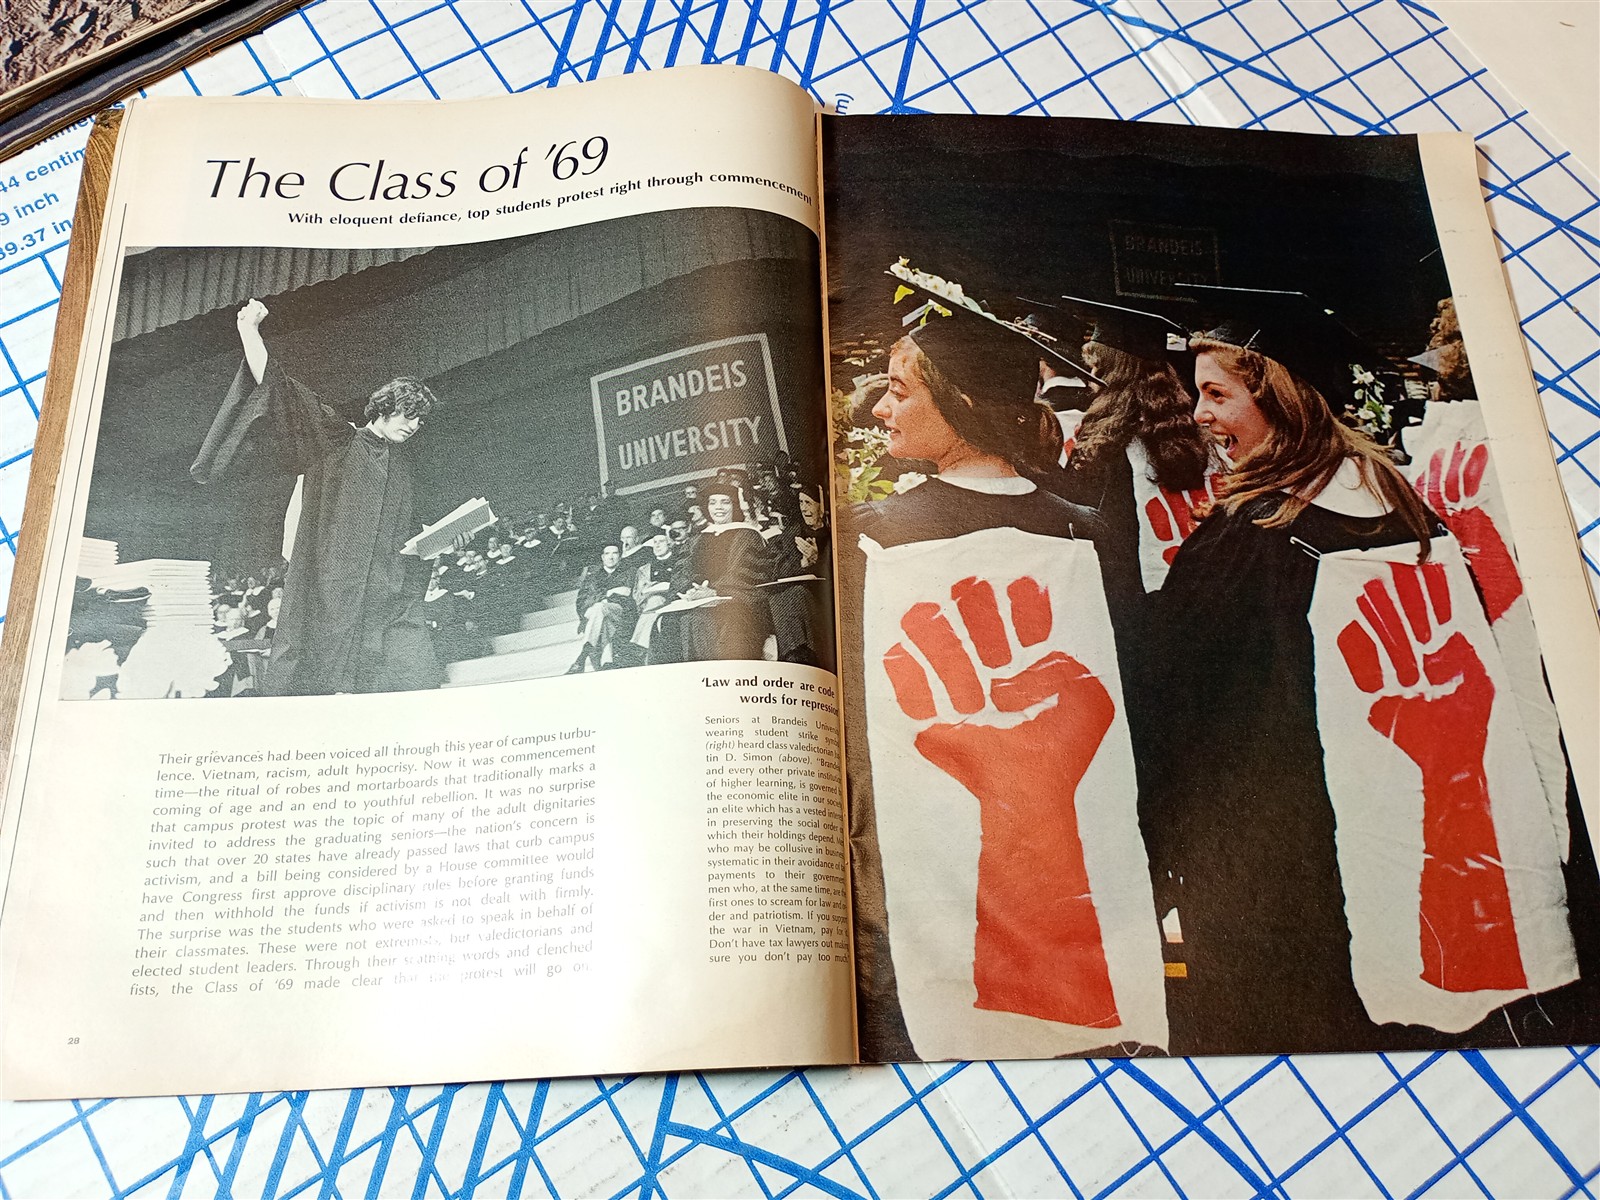 44 centim
9 inch
39.37 in
The Class of '69
With eloquent defiance, top students protest right through commencement
BRANDEIS
UNIVERSITY
Their grievances had been voiced all through this year of campus turbu-
lence. Vietnam, racism, adult hypocrisy. Now it was commencement
time—the ritual of robes and mortarboards that traditionally marks a
coming of age and an end to youthful rebellion. It was no surprise
that campus protest was the topic of many of the adult dignitaries
invited to address the graduating seniors—the nation's concern is
such that over 20 states have already passed laws that curb campus
activism, and a bill being considered by a House committee would
have Congress first approve disciplinary rules before granting funds
and then withhold the funds if activism is not dealt with firmly.
The surprise was the students who were asked to speak in behalf of
their classmates. These were not extremists, but valedictorians and
elected student leaders. Through their scathing words and clenched
fists, the Class of '69 made clear that the protest will go on.
28
'Law and order are code
words for repression
Seniors at Brandeis
wearing student strike
(right) heard class valedictorian
tin D. Simon (above). "
and every other private
of higher learning, is governed
the economic elite in our
an elite which has a vested
in preserving the social order
which their holdings depend.
who may be collusive in
systematic in their avoidance of
payments to their
men who, at the same time, are
first ones to scream for law and
der and patriotism. If you
the war in Vietnam, pay
Don't have tax lawyers out
sure you don't pay too much."
BRANDEIS
UNIVERSITY